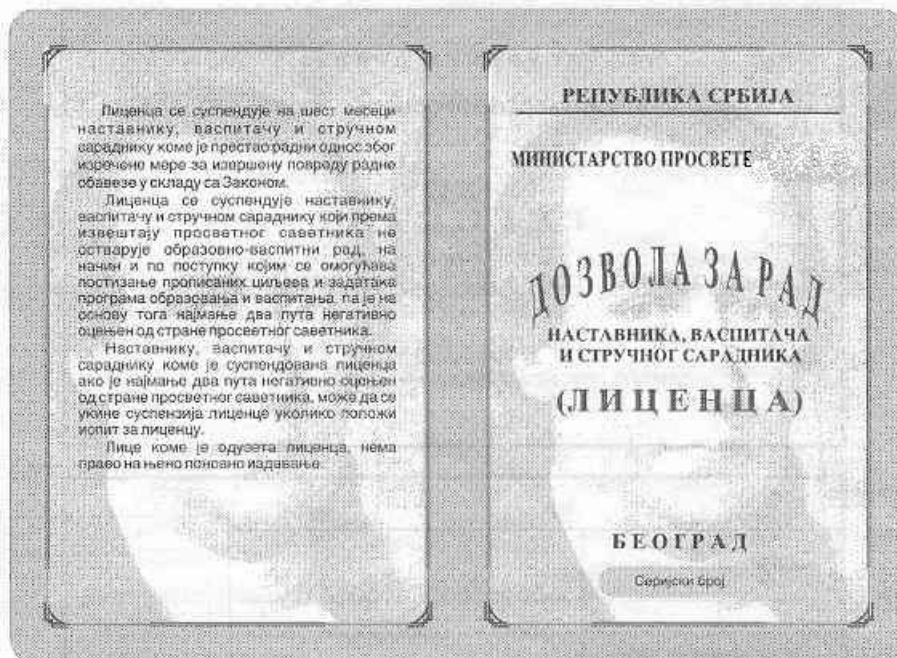 Лиценца се суспендује на шест месеци
наставнику, васпитачу и стручном
сараднику коме је престао радни однос због
изречене мере за извршену повреду радне
обавезе у складу са Законом.
Лиценца се суспендује наставнику,
васпитачу и стручном сараднику који према
извештају просветног саветника не
остварује образовно-васпитни рад, на
начин и по поступку којим се омогућава
постизање прописаних циљева и задатака
програма образовања и васпитања, па је на
основу тога најмање два пута негативно
оцењен од стране просветног саветника.
Наставнику, васпитачу и стручном
сараднику коме је суспендована лиценца
ако је најмање два пута негативно оцењен
од стране просветног саветника, може да се
укине суспензија лиценце уколико положи
испит за лиценцу.
Лице коме је одузета лиценца, нема
право на њено поновно издавање.
РЕПУБЛИКА СРБИЈА
МИНИСТАРСТВО ПРОСВЕТЕ
ДОЗВОЛА ЗА РАД
НАСТАВНИКА, ВАСПИТАЧА
И СТРУЧНОГ САРАДНИКА
(ЛИЦЕНЦА)
БЕОГРАД
Серијски број